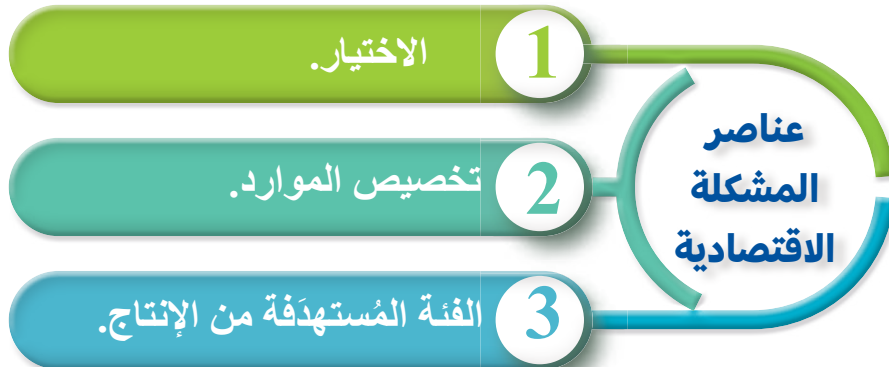 عناصر
المشكلة
الاقتصادية
1
الاختيار.
2
تخصيص الموارد.
3
الفئة المُستهدَفة من الإنتاج.